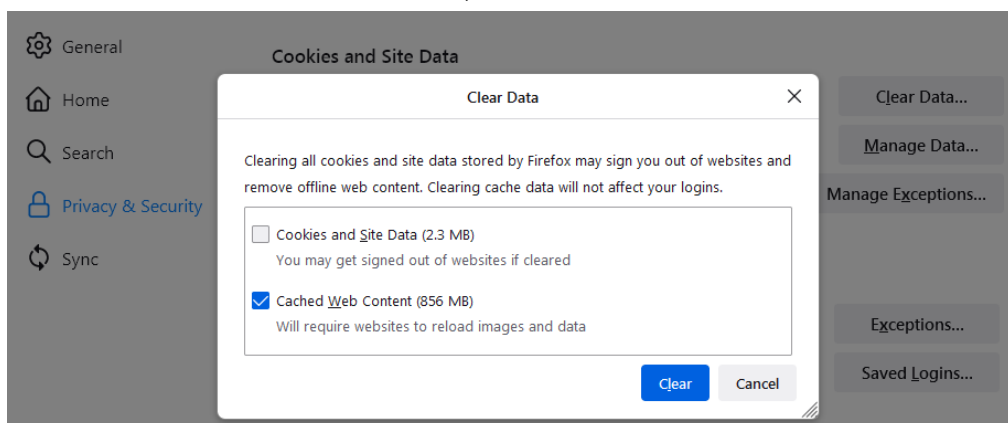 General
Cookies and Site Data
Home
Clear Data
Clear Data...
Search
Manage Data...
Clearing all cookies and site data stored by Firefox may sign you out of websites and
remove offline web content. Clearing cache data will not affect your logins.
Privacy & Security
Manage Exceptions...
Cookies and Site Data (2.3 MB)
You may get signed out of websites if cleared
Sync
Cached Web Content (856 MB)
Will require websites to reload images and data
Exceptions...
Clear
Cancel
Saved Logins...